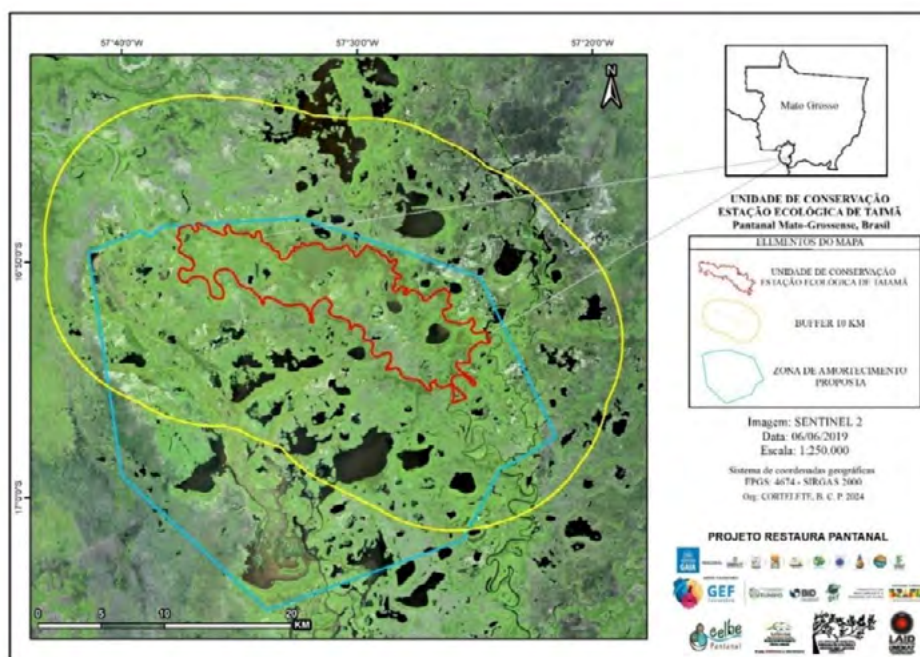 57°40'0"W 57°30'0"W 57°20'0"W
N
16°50'0"S
17°0'0"S
0 5 10 20
KM
Mato Grosso
UNIDADE DE CONSERVAÇÃO
ESTAÇÃO ECOLÓGICA DE TAIMÃ
Pantanal Mato-Grossense, Brasil
ELEMENTOS DO MAPA
UNIDADE DE CONSERVAÇÃO
ESTAÇÃO ECOLÓGICA DE TAIAMÃ
BUFFER 10 KM
ZONA DE AMORTECIMENTO
PROPOSTA
Imagem: SENTINEL 2
Data: 06/06/2019
Escala: 1:250.000
Sistema de coordenadas geográficas
EPGS: 4674 - SIRGAS 2000
Org: CORTELETE, B. C. P. 2024
PROJETO RESTAURA PANTANAL
GAIA
GEF
BID
Pantanal